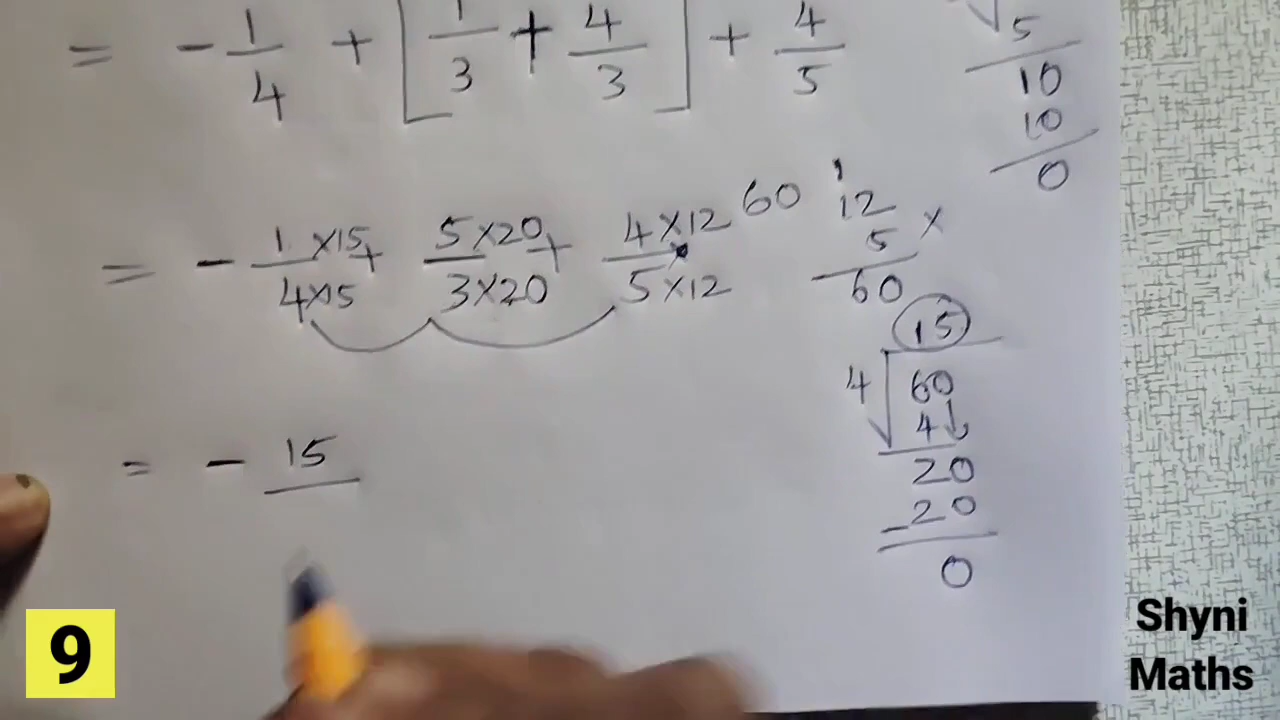 = - 1/4 + [ 1/3 + 4/3 ] + 4/5
5
10
10
0
= - 1×15/4×15 + 5×20/3×20 + 4×12/5×12
60
1
12
5 ×
60
15
4 √ 60
4↓
20
- 20
0
= - 15
9
Shyni
Maths